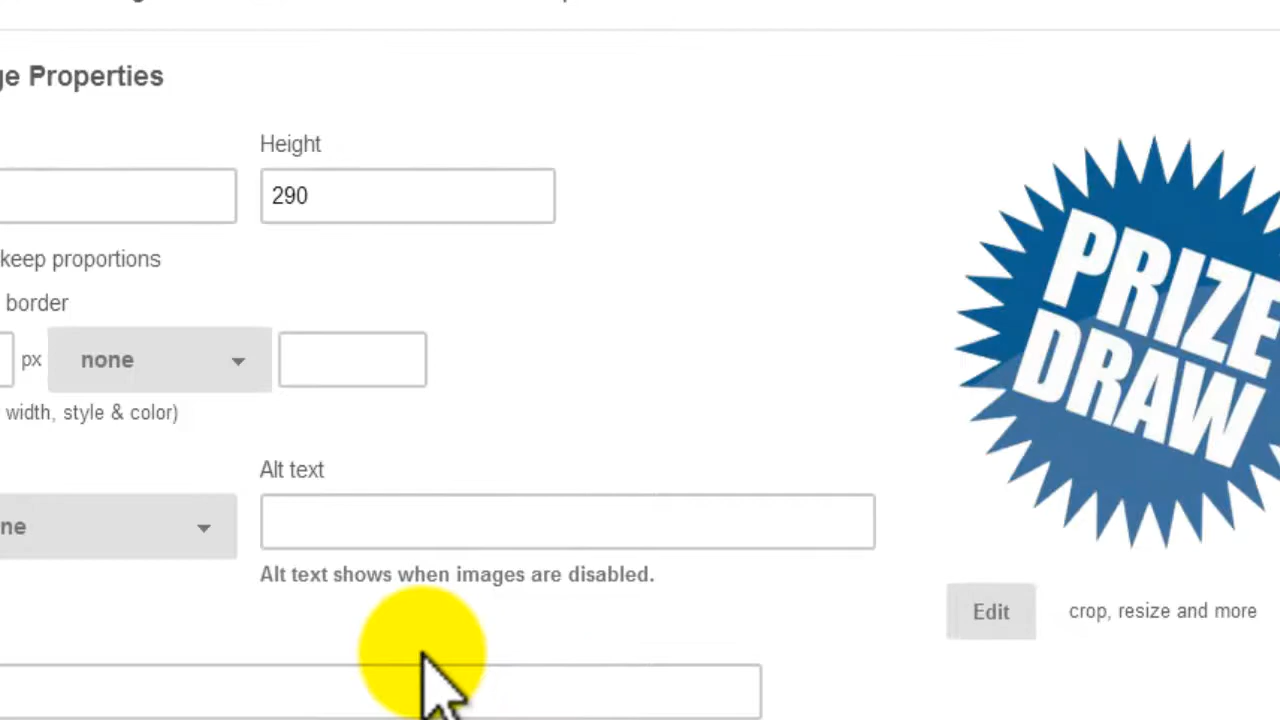 ge Properties
Height
290
keep proportions
border
px
none
width, style & color)
Alt text
ne
Alt text shows when images are disabled.
PRIZE
DRAW
Edit
crop, resize and more